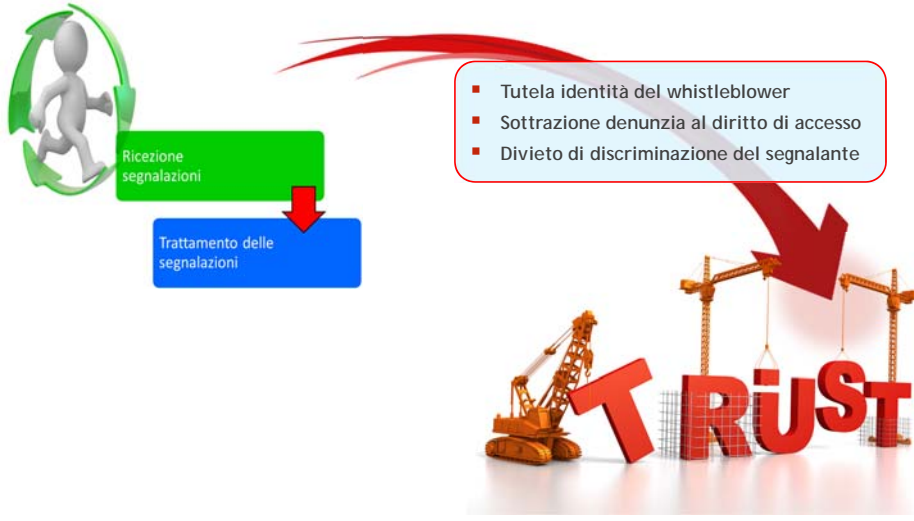 Ricezione
segnalazioni
Trattamento delle
segnalazioni
▪ Tutela identità del whistleblower
▪ Sottrazione denunzia al diritto di accesso
▪ Divieto di discriminazione del segnalante
TRUST